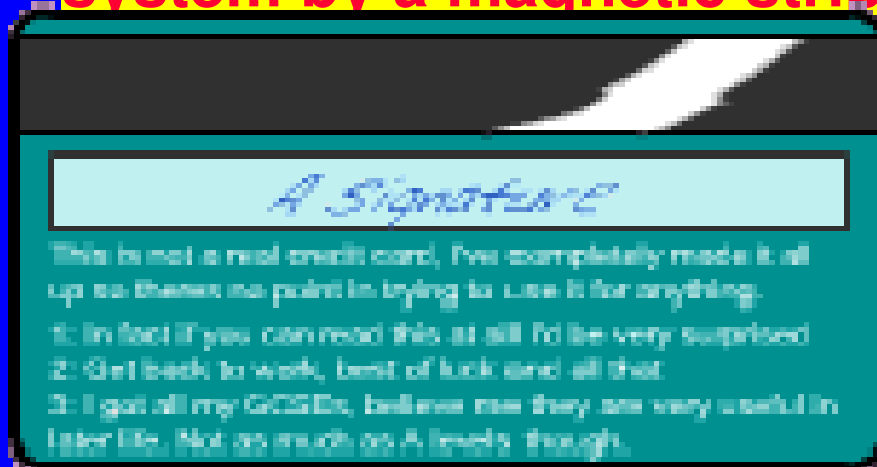 system by a magnetic strip
A Signature
This is not a real credit card, I've completely made it all
up so theres no point in trying to use it for anything.
1: In fact if you can read this at all I'd be very surprised
2: Get back to work, best of luck and all that
3: I got all my GCSEs, believe me they are very useful in
later life. Not as much as A levels though.